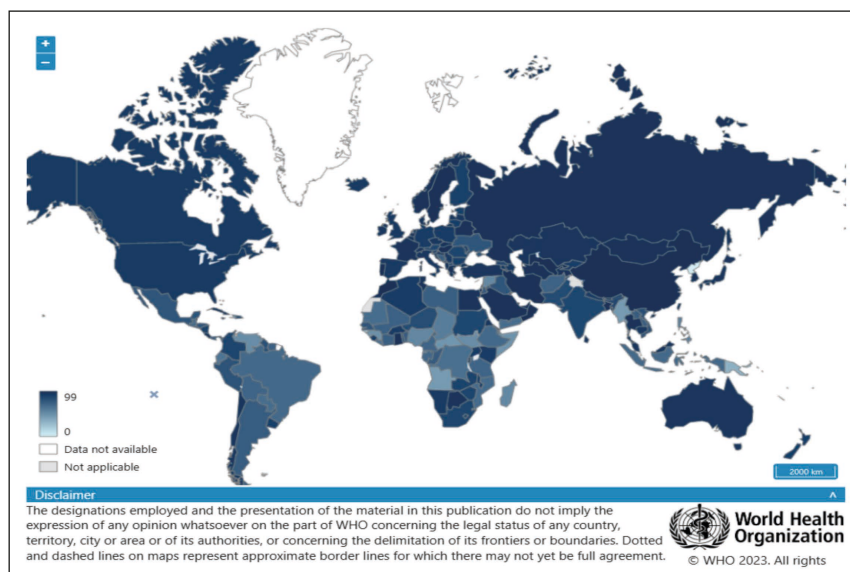 +
−
99
0
Data not available
Not applicable
2000 km
Disclaimer
The designations employed and the presentation of the material in this publication do not imply the
expression of any opinion whatsoever on the part of WHO concerning the legal status of any country,
territory, city or area or of its authorities, or concerning the delimitation of its frontiers or boundaries. Dotted
and dashed lines on maps represent approximate border lines for which there may not yet be full agreement.
World Health
Organization
© WHO 2023. All rights